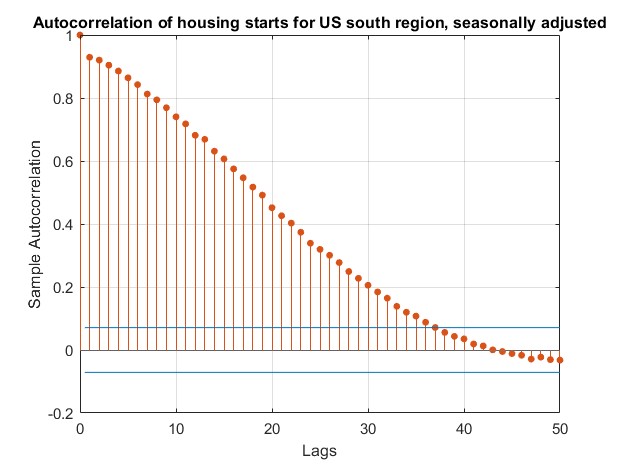 Autocorrelation of housing starts for US south region, seasonally adjusted
1
0.8
0.6
0.4
0.2
0
-0.2
Sample Autocorrelation
0 10 20 30 40 50
Lags